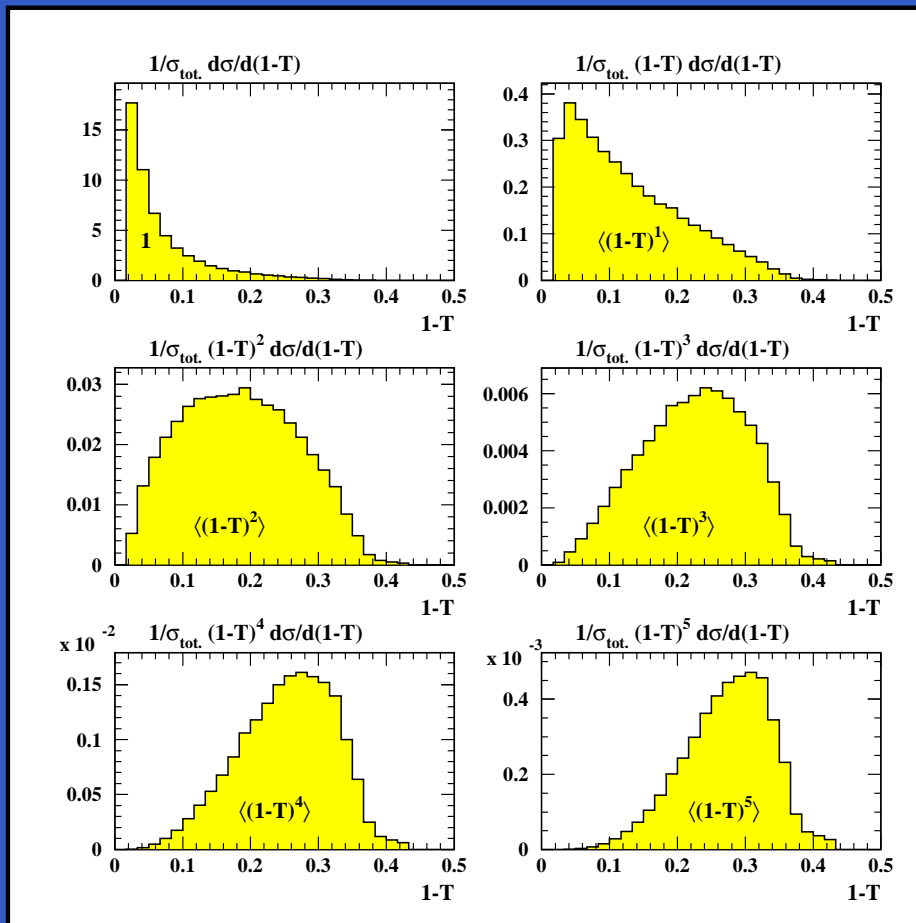 1/σtot. dσ/d(1-T)
15
10
5
0
1
0 0.1 0.2 0.3 0.4 0.5
1-T
1/σtot. (1-T) dσ/d(1-T)
0.4
0.3
0.2
0.1
0
⟨(1-T)¹⟩
0 0.1 0.2 0.3 0.4 0.5
1-T
1/σtot. (1-T)² dσ/d(1-T)
0.03
0.02
0.01
0
⟨(1-T)²⟩
0 0.1 0.2 0.3 0.4 0.5
1-T
1/σtot. (1-T)³ dσ/d(1-T)
0.006
0.004
0.002
0
⟨(1-T)³⟩
0 0.1 0.2 0.3 0.4 0.5
1-T
1/σtot. (1-T)⁴ dσ/d(1-T)
x 10⁻²
0.15
0.1
0.05
0
⟨(1-T)⁴⟩
0 0.1 0.2 0.3 0.4 0.5
1-T
1/σtot. (1-T)⁵ dσ/d(1-T)
x 10⁻³
0.4
0.2
0
⟨(1-T)⁵⟩
0 0.1 0.2 0.3 0.4 0.5
1-T